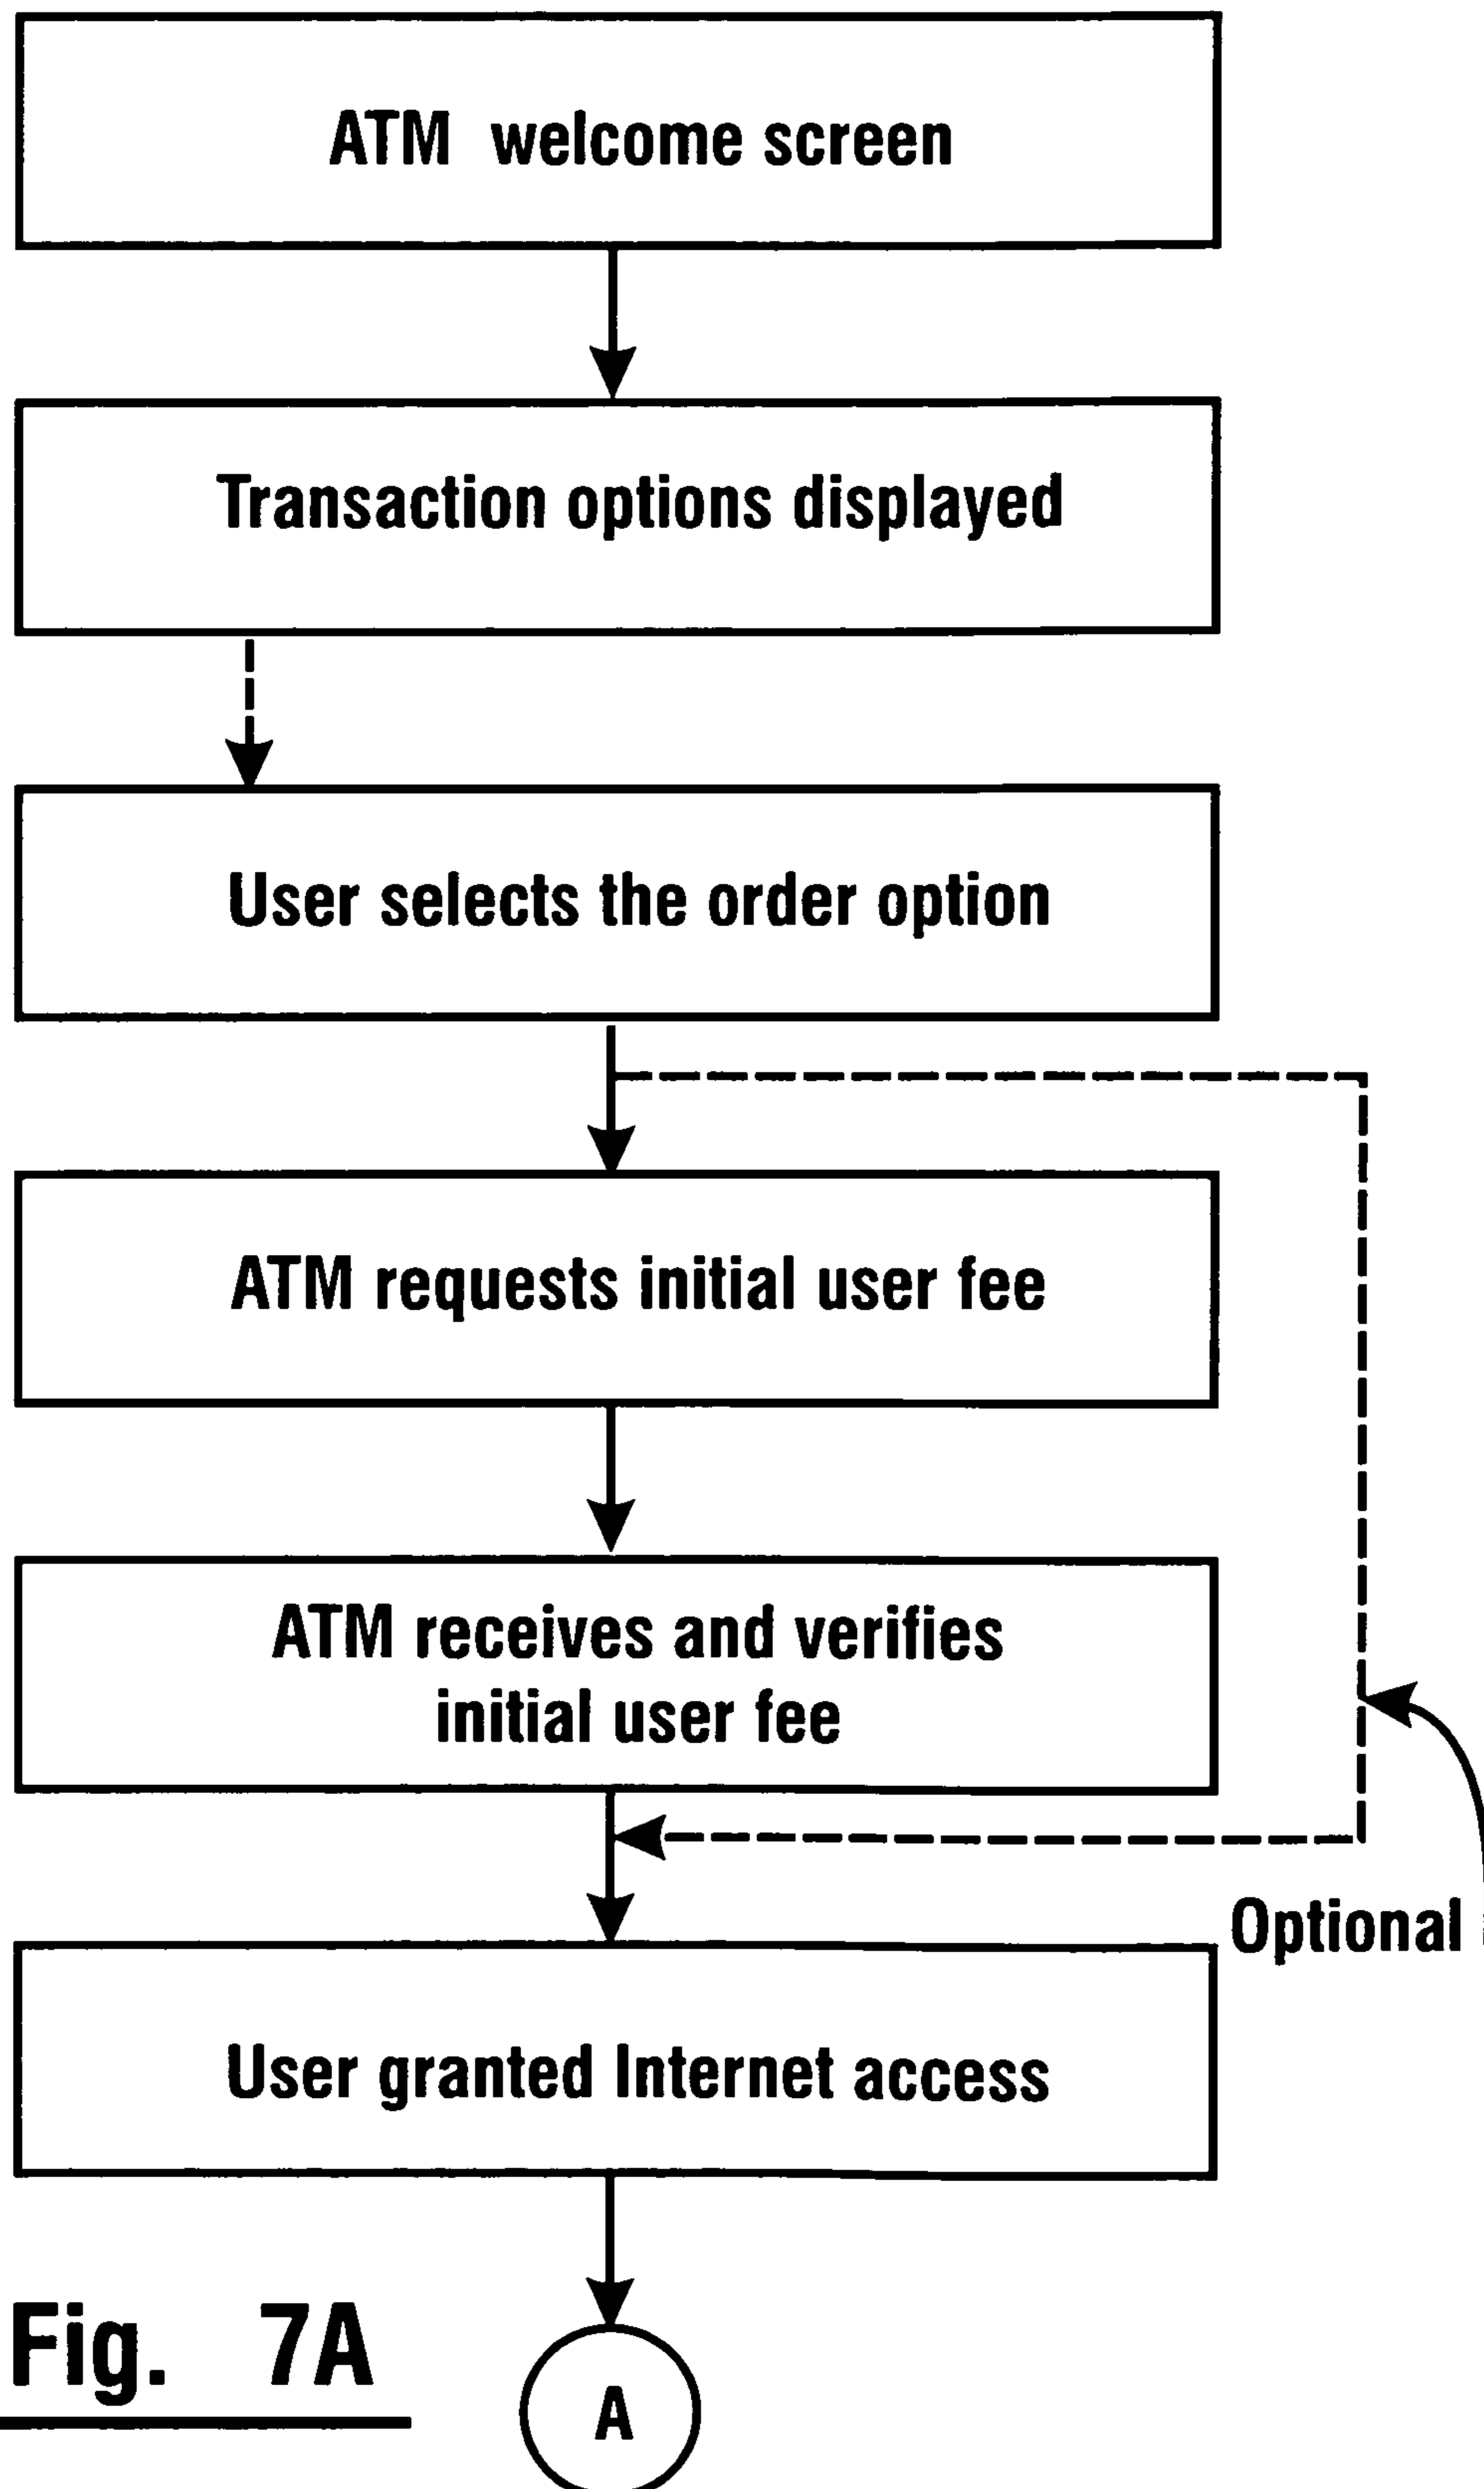 ATM welcome screen
Transaction options displayed
User selects the order option
ATM requests initial user fee
ATM receives and verifies
initial user fee
Optional
User granted Internet access
Fig. 7A
A